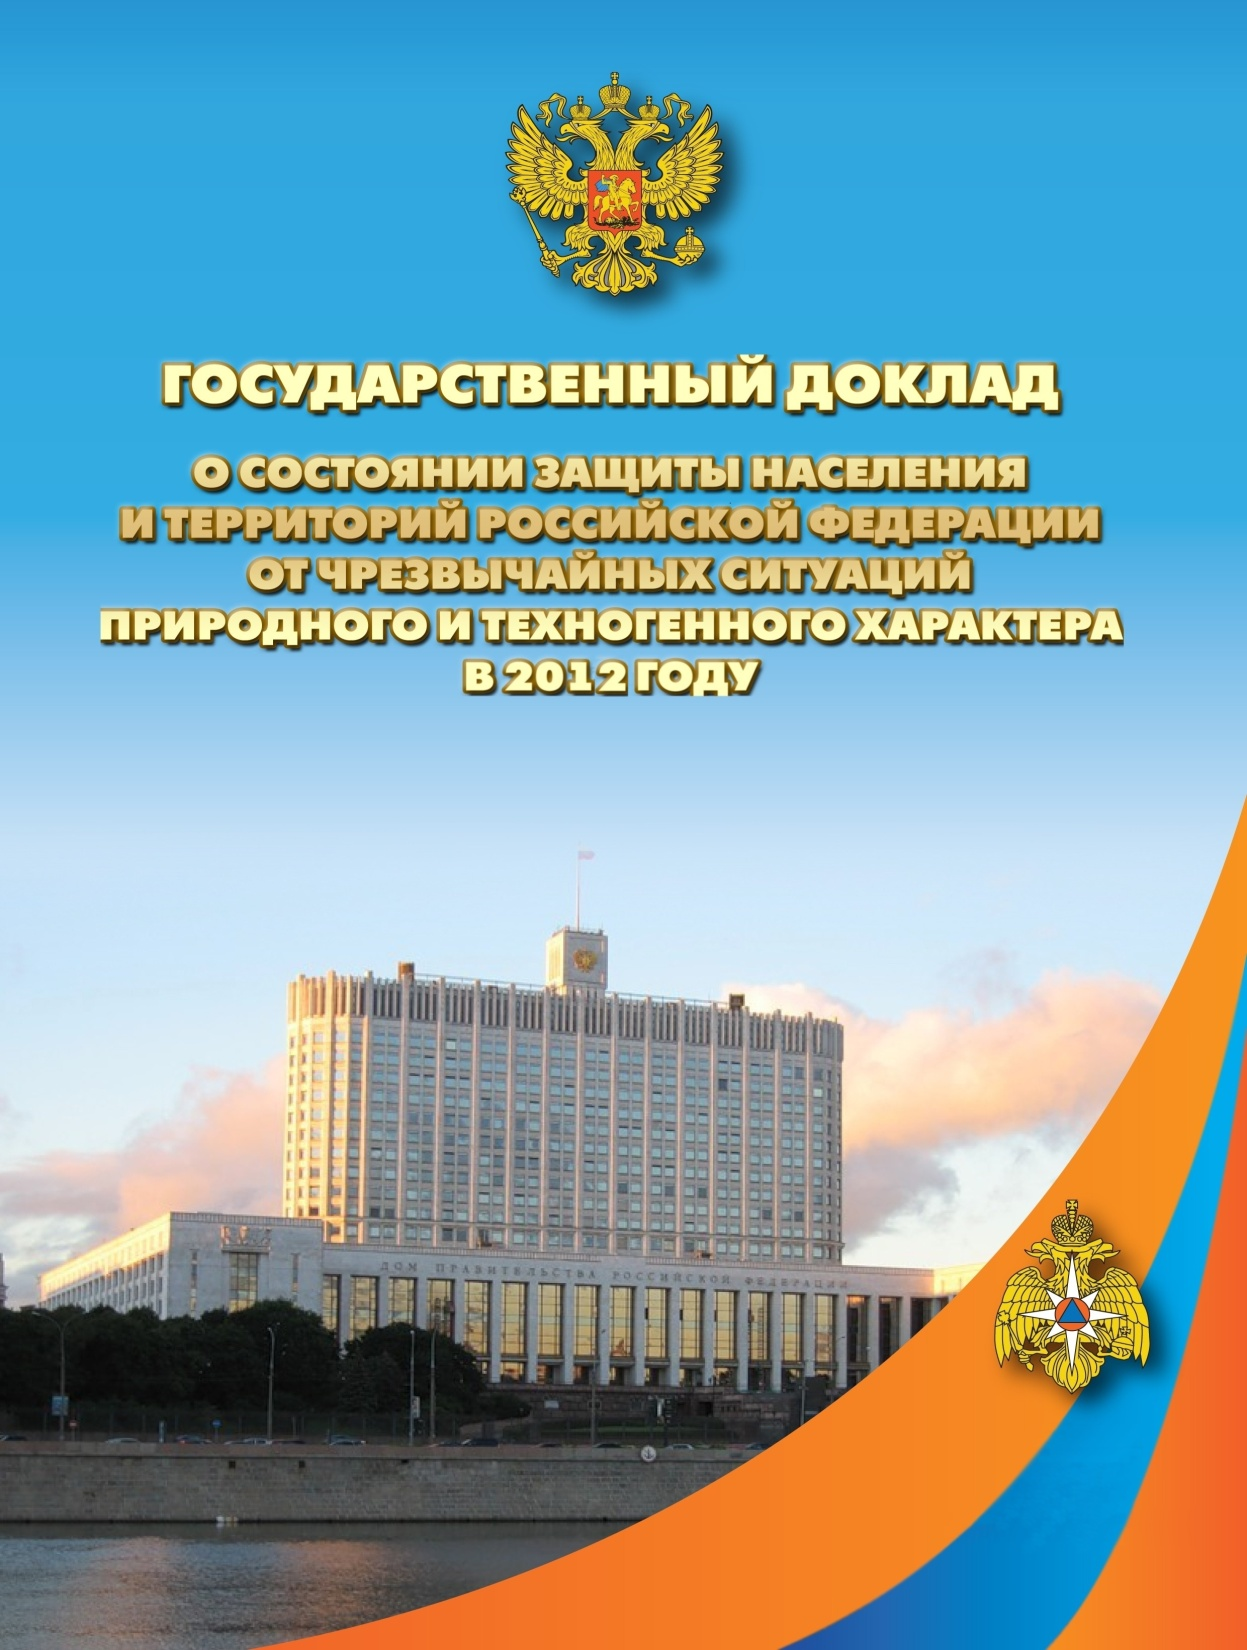 ГОСУДАРСТВЕННЫЙ ДОКЛАД
О СОСТОЯНИИ ЗАЩИТЫ НАСЕЛЕНИЯ
И ТЕРРИТОРИЙ РОССИЙСКОЙ ФЕДЕРАЦИИ
ОТ ЧРЕЗВЫЧАЙНЫХ СИТУАЦИЙ
ПРИРОДНОГО И ТЕХНОГЕННОГО ХАРАКТЕРА
В 2012 ГОДУ
ДОМ ПРАВИТЕЛЬСТВА РОССИЙСКОЙ ФЕДЕРАЦИИ